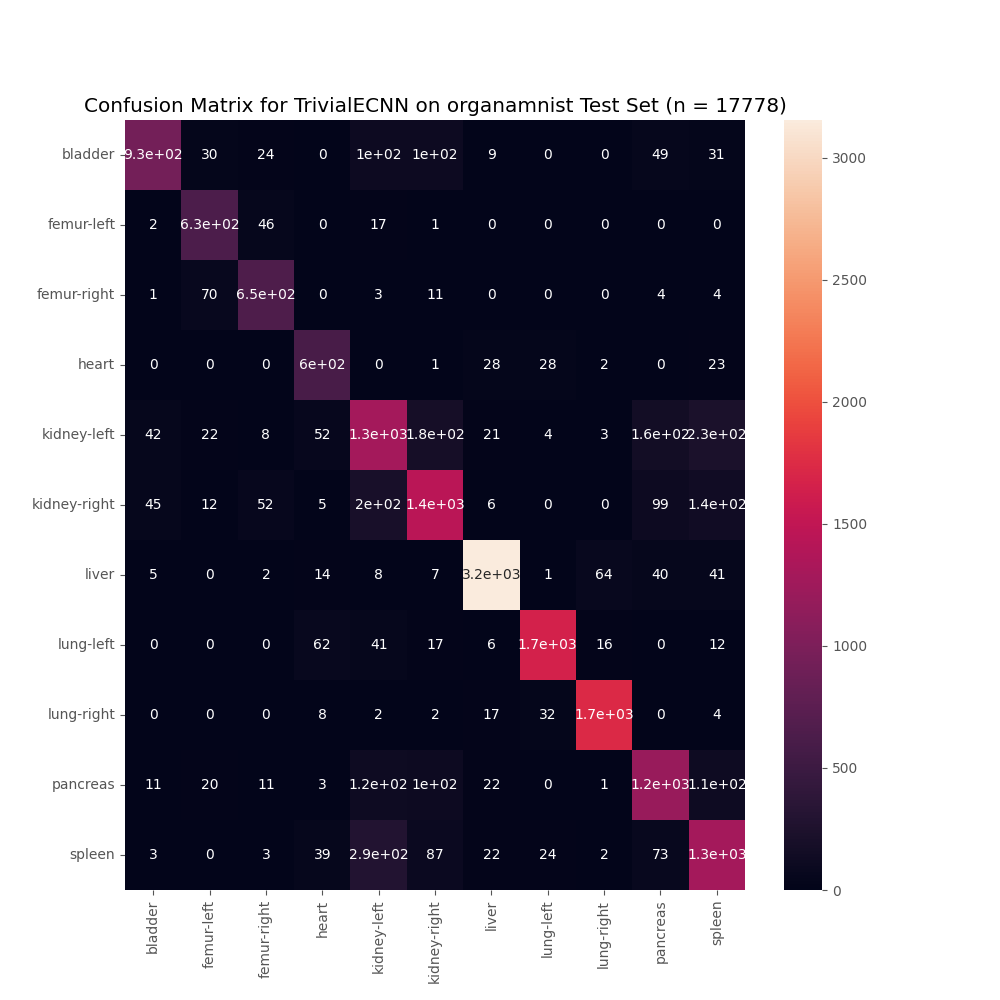 Confusion Matrix for TrivialECNN on organamnist Test Set (n = 17778)
bladder 9.3e+02 30 24 0 1e+02 1e+02 9 0 0 49 31
femur-left 2 6.3e+02 46 0 17 1 0 0 0 0 0
femur-right 1 70 6.5e+02 0 3 11 0 0 0 4 4
heart 0 0 0 6e+02 0 1 28 28 2 0 23
kidney-left 42 22 8 52 1.3e+03 1.8e+02 21 4 3 1.6e+02 2.3e+02
kidney-right 45 12 52 5 2e+02 1.4e+03 6 0 0 99 1.4e+02
liver 5 0 2 14 8 7 3.2e+03 1 64 40 41
lung-left 0 0 0 62 41 17 6 1.7e+03 16 0 12
lung-right 0 0 0 8 2 2 17 32 1.7e+03 0 4
pancreas 11 20 11 3 1.2e+02 1e+02 22 0 1 1.2e+03 1.1e+02
spleen 3 0 3 39 2.9e+02 87 22 24 2 73 1.3e+03
bladder femur-left femur-right heart kidney-left kidney-right liver lung-left lung-right pancreas spleen
3000
2500
2000
1500
1000
500
0